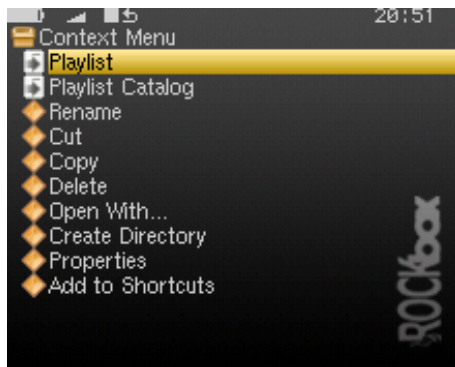 20:51
Context Menu
Playlist
Playlist Catalog
Rename
Cut
Copy
Delete
Open With...
Create Directory
Properties
Add to Shortcuts
ROCKbox